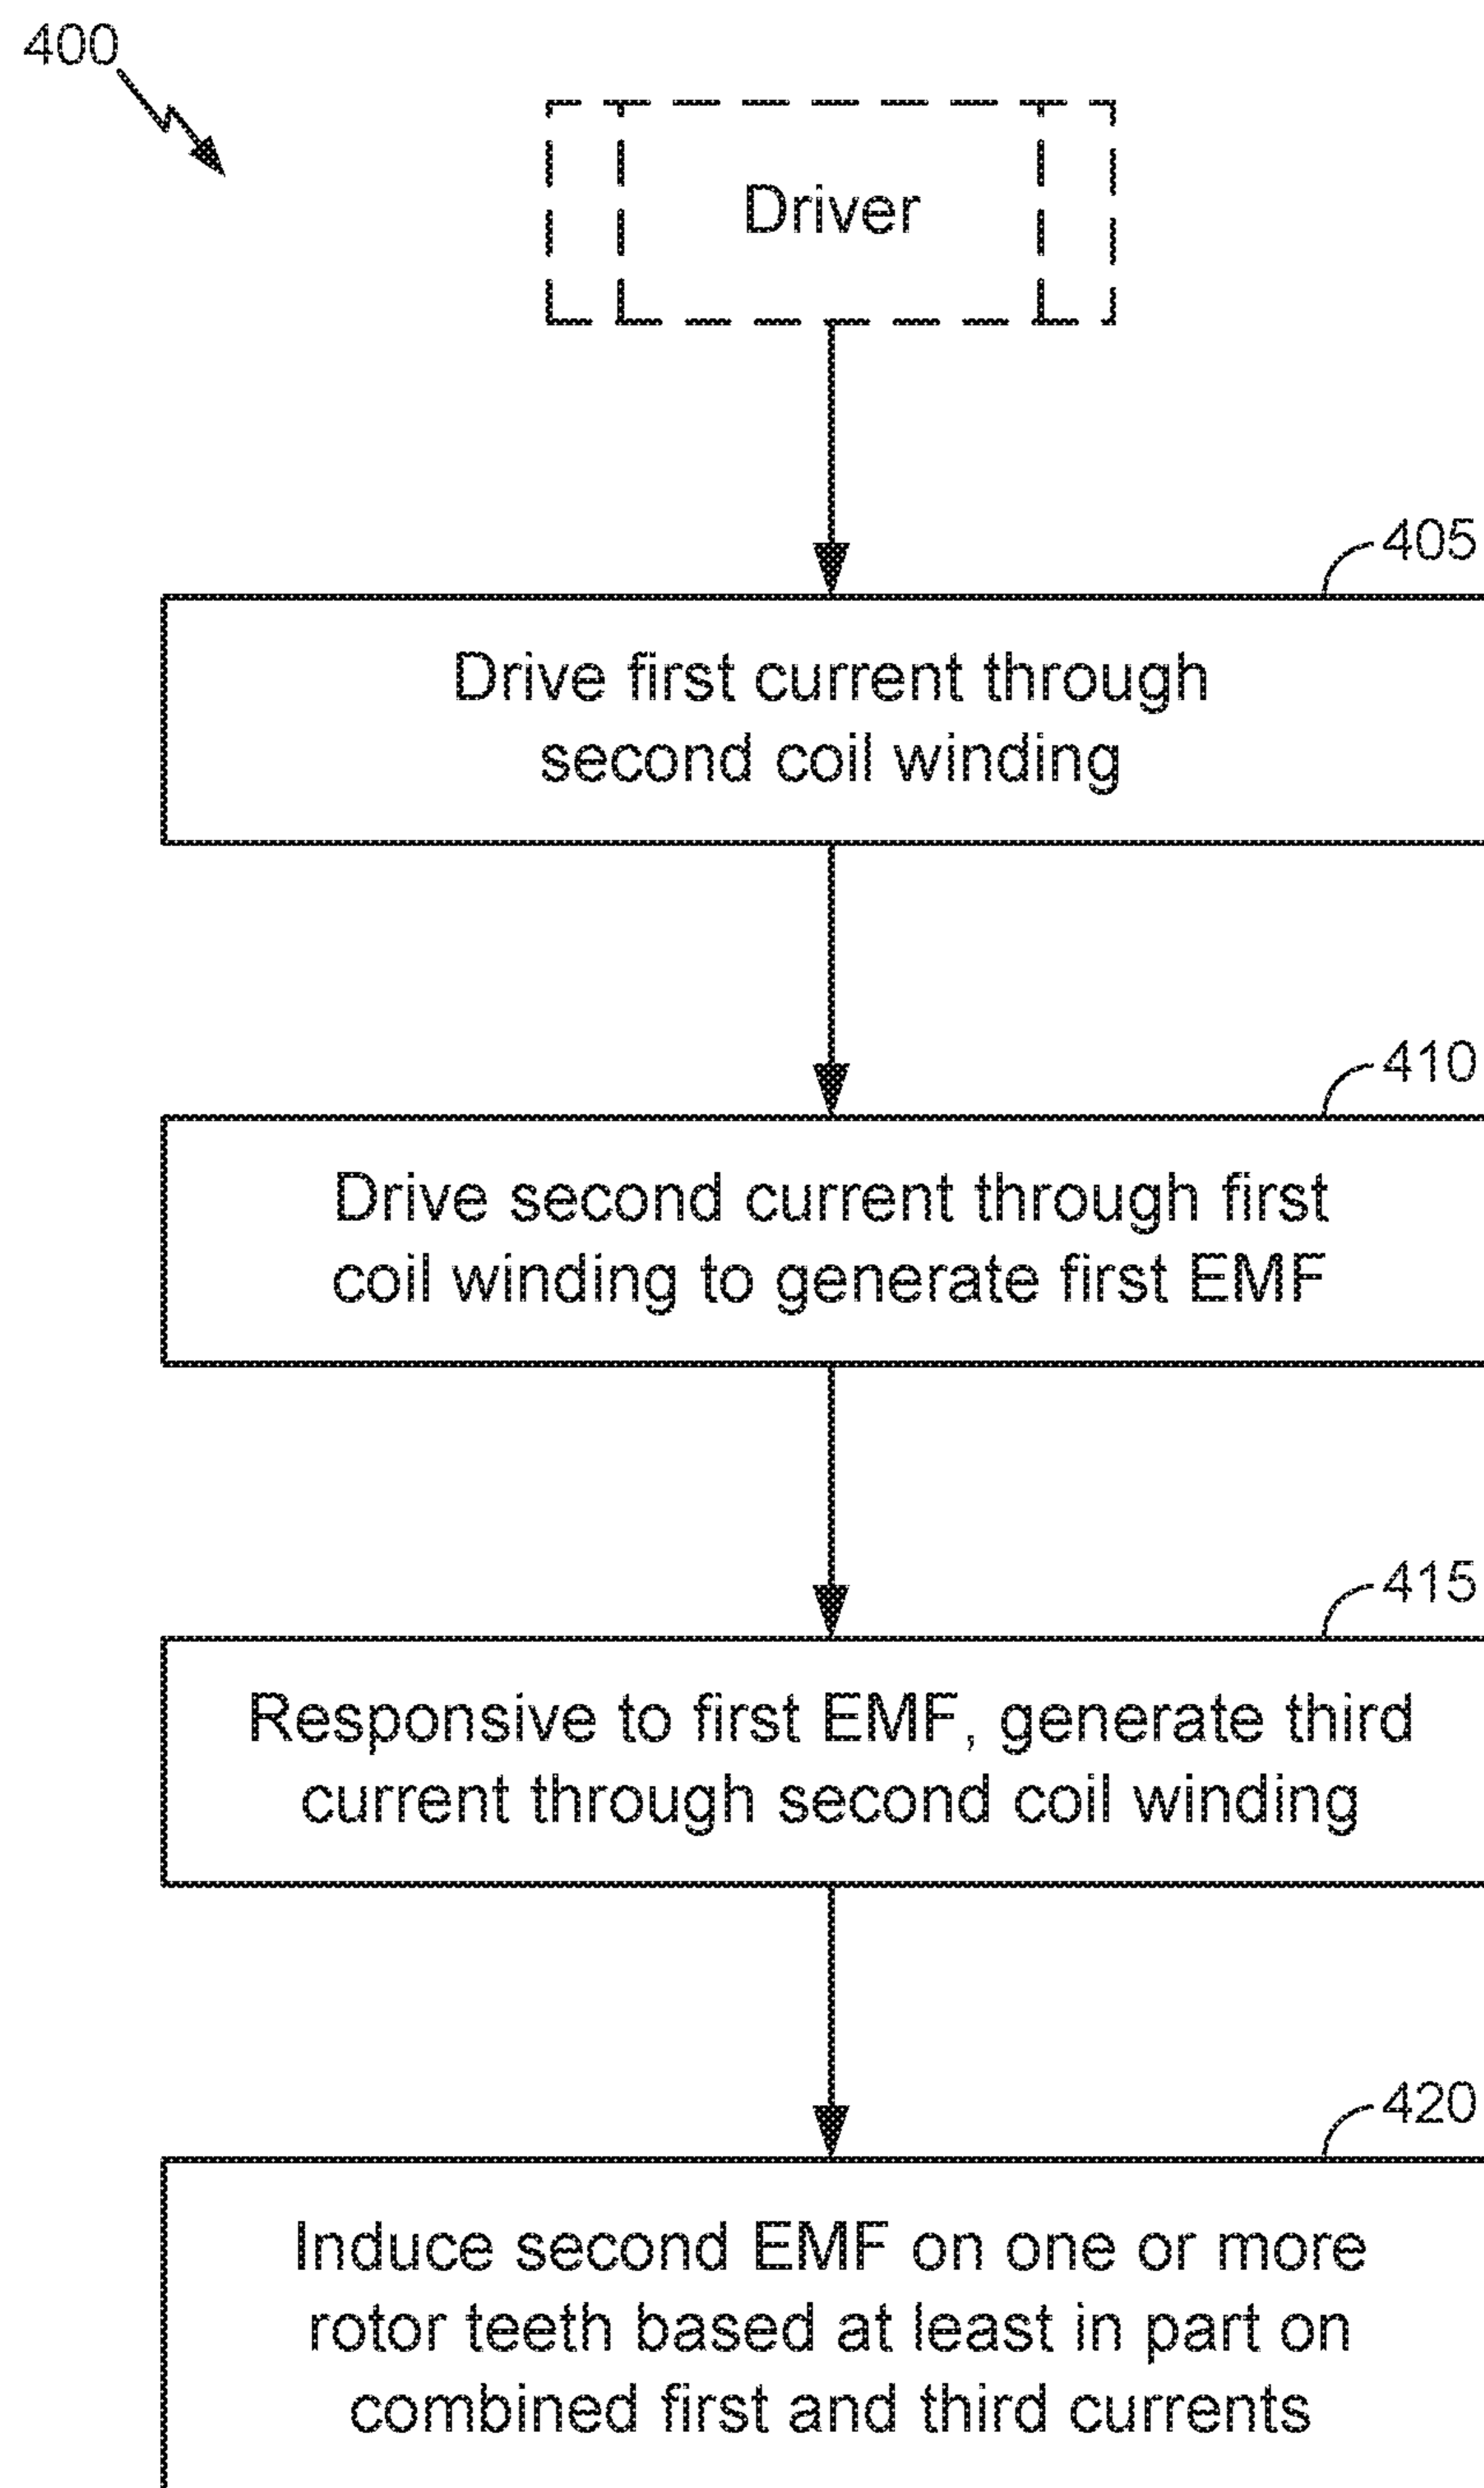 400
Driver
405
Drive first current through
second coil winding
410
Drive second current through first
coil winding to generate first EMF
415
Responsive to first EMF, generate third
current through second coil winding
420
Induce second EMF on one or more
rotor teeth based at least in part on
combined first and third currents